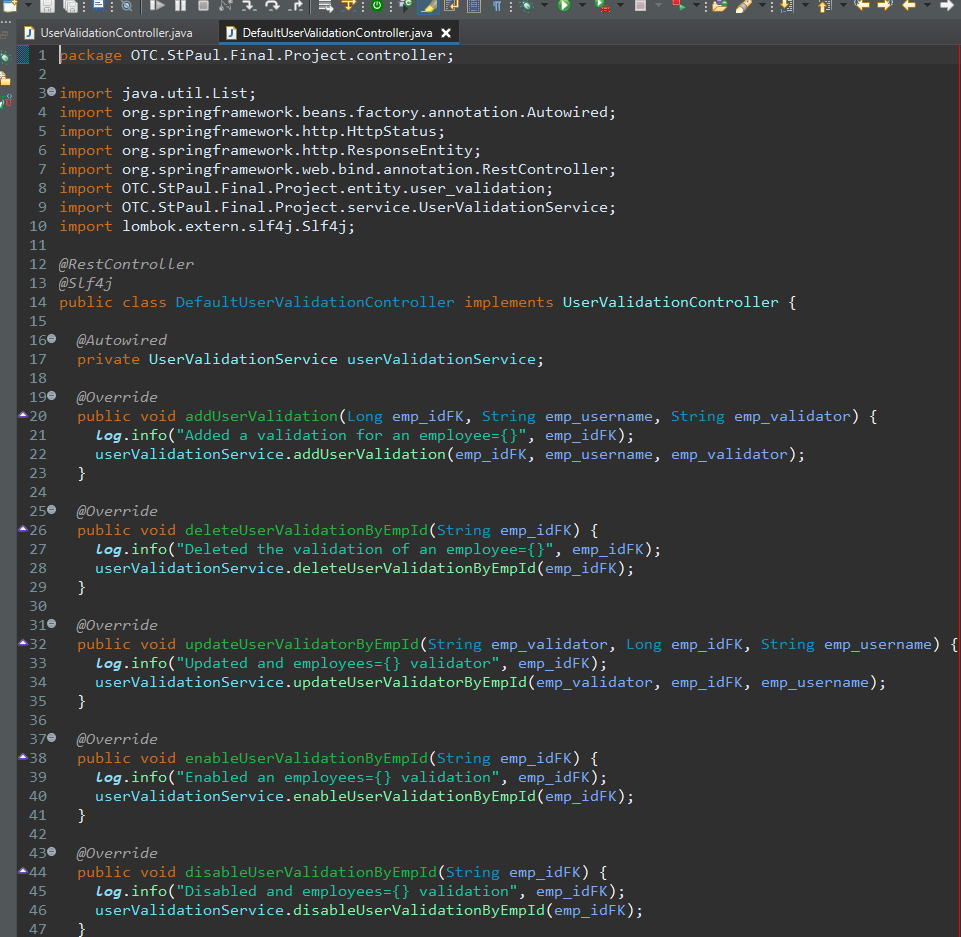 UserValidationController.java DefaultUserValidationController.java
1 package OTC.StPaul.Final.Project.controller;
2
3 import java.util.List;
4 import org.springframework.beans.factory.annotation.Autowired;
5 import org.springframework.http.HttpStatus;
6 import org.springframework.http.ResponseEntity;
7 import org.springframework.web.bind.annotation.RestController;
8 import OTC.StPaul.Final.Project.entity.user_validation;
9 import OTC.StPaul.Final.Project.service.UserValidationService;
10 import lombok.extern.slf4j.Slf4j;
11
12 @RestController
13 @Slf4j
14 public class DefaultUserValidationController implements UserValidationController {
15
16 @Autowired
17 private UserValidationService userValidationService;
18
19 @Override
20 public void addUserValidation(Long emp_idFK, String emp_username, String emp_validator) {
21 log.info("Added a validation for an employee={}", emp_idFK);
22 userValidationService.addUserValidation(emp_idFK, emp_username, emp_validator);
23 }
24
25 @Override
26 public void deleteUserValidationByEmpId(String emp_idFK) {
27 log.info("Deleted the validation of an employee={}", emp_idFK);
28 userValidationService.deleteUserValidationByEmpId(emp_idFK);
29 }
30
31 @Override
32 public void updateUserValidatorByEmpId(String emp_validator, Long emp_idFK, String emp_username) {
33 log.info("Updated and employees={} validator", emp_idFK);
34 userValidationService.updateUserValidatorByEmpId(emp_validator, emp_idFK, emp_username);
35 }
36
37 @Override
38 public void enableUserValidationByEmpId(String emp_idFK) {
39 log.info("Enabled an employees={} validation", emp_idFK);
40 userValidationService.enableUserValidationByEmpId(emp_idFK);
41 }
42
43 @Override
44 public void disableUserValidationByEmpId(String emp_idFK) {
45 log.info("Disabled and employees={} validation", emp_idFK);
46 userValidationService.disableUserValidationByEmpId(emp_idFK);
47 }